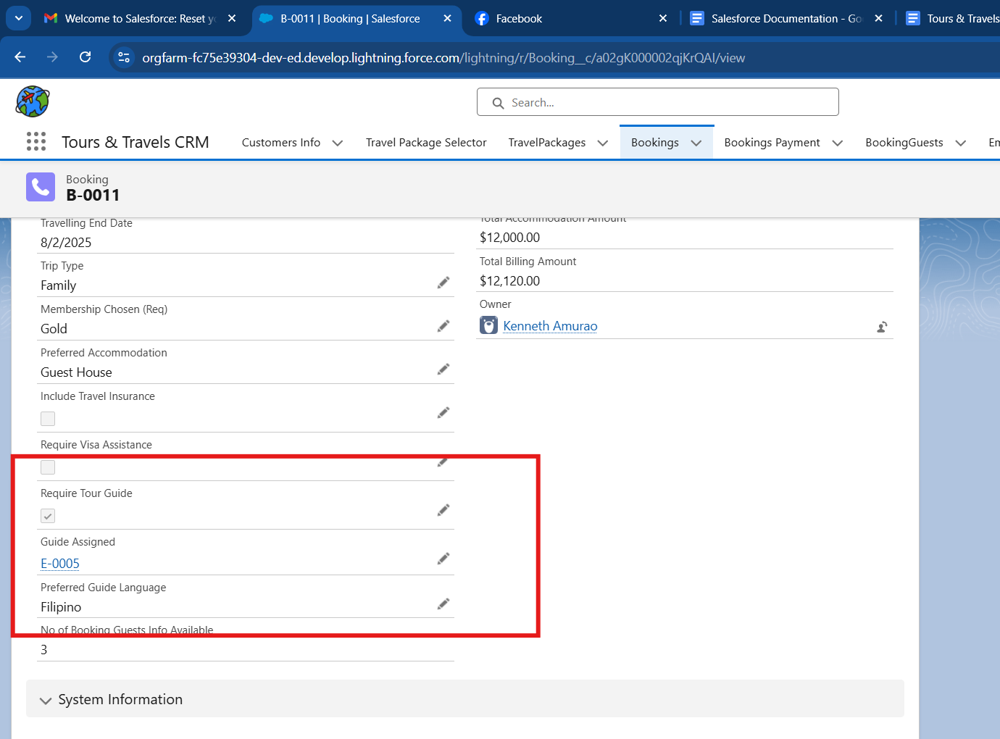 Welcome to Salesforce: Reset yo
B-0011 | Booking | Salesforce
Facebook
Salesforce Documentation - Go
Tours & Travels
orgfarm-fc75e39304-dev-ed.develop.lightning.force.com/lightning/r/Booking__c/a02gK000002qjKrQAI/view
Search...
Tours & Travels CRM
Customers Info
Travel Package Selector
TravelPackages
Bookings
Bookings Payment
BookingGuests
Em
Booking
B-0011
Travelling End Date
8/2/2025
Trip Type
Family
Membership Chosen (Req)
Gold
Preferred Accommodation
Guest House
Include Travel Insurance
Require Visa Assistance
Require Tour Guide
Guide Assigned
E-0005
Preferred Guide Language
Filipino
No of Booking Guests Info Available
3
Total Accommodation Amount
$12,000.00
Total Billing Amount
$12,120.00
Owner
Kenneth Amurao
System Information